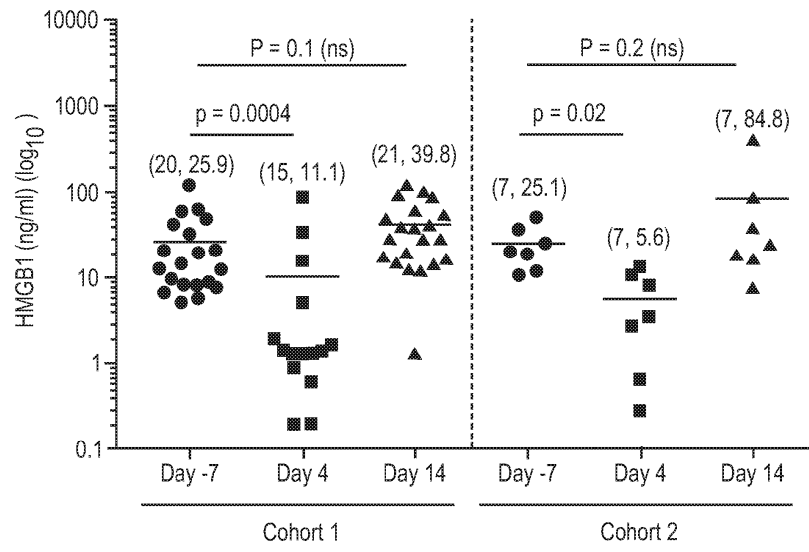 10000
P = 0.1 (ns)
P = 0.2 (ns)
1000
p = 0.0004
p = 0.02
(7, 84.8)
(20, 25.9)
(15, 11.1)
(21, 39.8)
(7, 25.1)
100
(7, 5.6)
10
1
0.1
HMGB1 (ng/ml) (log10)
Day -7
Day 4
Day 14
Day -7
Day 4
Day 14
Cohort 1
Cohort 2